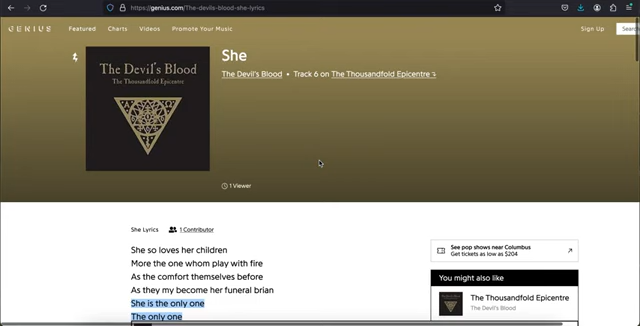 https://genius.com/The-devils-blood-she-lyrics
GENIUS
Featured
Charts
Videos
Promote Your Music
Sign Up
Search
The Devil's Blood
The Thousandfold Epicentre
She
The Devil's Blood • Track 6 on The Thousandfold Epicentre
1 Viewer
She Lyrics
1 Contributor
She so loves her children
More the one whom play with fire
As the comfort themselves before
As they my become her funeral brian
She is the only one
The only one
See pop shows near Columbus
Get tickets as low as $204
You might also like
The Thousandfold Epicentre
The Devil's Blood